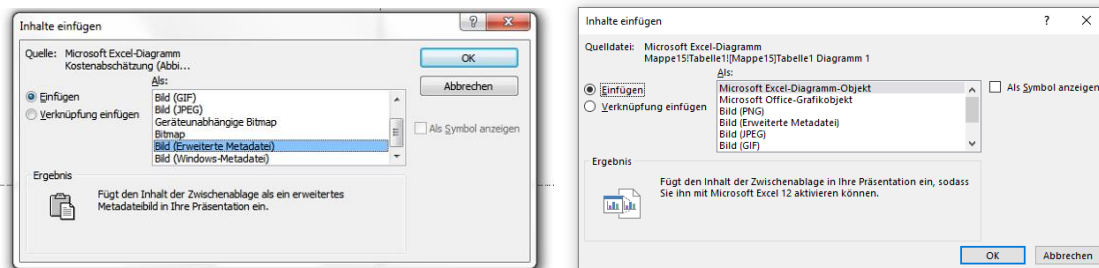 Inhalte einfügen
Quelle: Microsoft Excel-Diagramm
Kostenabschätzung (Abbi...
Als:
Einfügen
Verknüpfung einfügen
Bild (GIF)
Bild (JPEG)
Geräteunabhängige Bitmap
Bitmap
Bild (Erweiterte Metadatei)
Bild (Windows-Metadatei)
OK
Abbrechen
Als Symbol anzeigen
Ergebnis
Fügt den Inhalt der Zwischenablage als ein erweitertes
Metadateibild in Ihre Präsentation ein.
Inhalte einfügen
Quelldatei: Microsoft Excel-Diagramm
Mappe15!Tabelle1![Mappe15]Tabelle1 Diagramm 1
Als:
Einfügen
Verknüpfung einfügen
Microsoft Excel-Diagramm-Objekt
Microsoft Office-Grafikobjekt
Bild (PNG)
Bild (Erweiterte Metadatei)
Bild (JPEG)
Bild (GIF)
Als Symbol anzeigen
Ergebnis
Fügt den Inhalt der Zwischenablage in Ihre Präsentation ein, sodass
Sie ihn mit Microsoft Excel 12 aktivieren können.
OK
Abbrechen